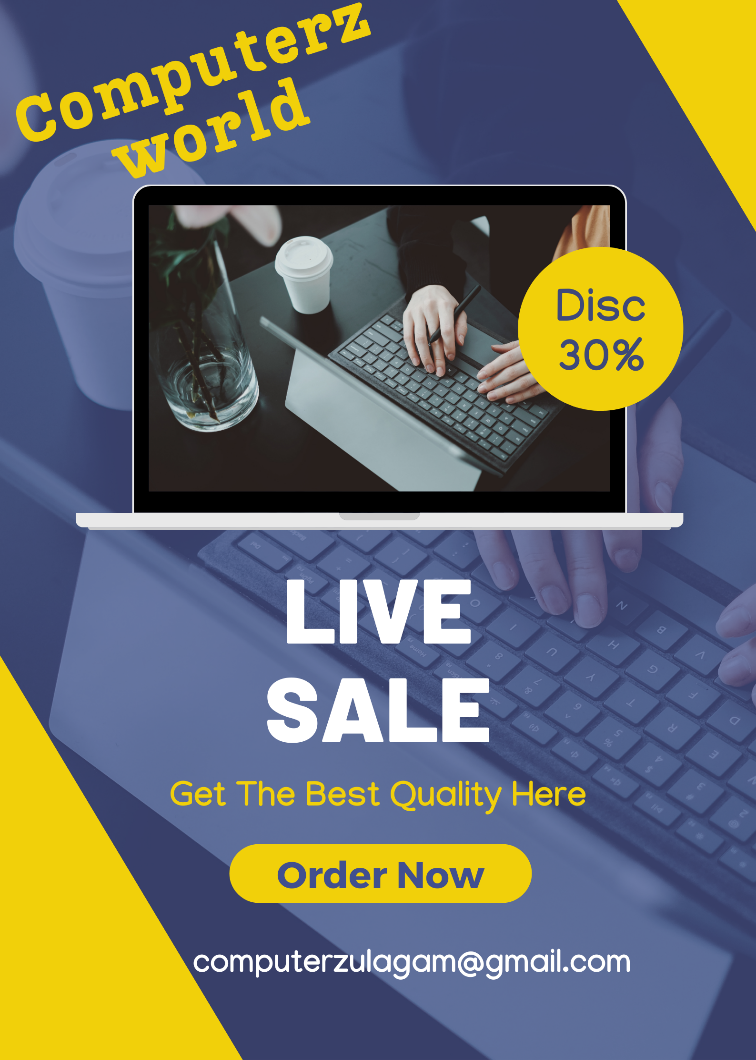 Computerz
world
Disc
30%
LIVE
SALE
Get The Best Quality Here
Order Now
computerzulagam@gmail.com